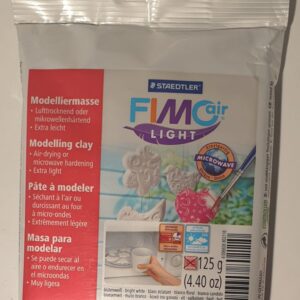 STAEDTLER
FIMO air
LIGHT
MICROWAVE
Modelliermasse
• Lufttrocknend oder
mikrowellenhärtend
• Extra leicht
Modelling clay
• Air-drying or
microwave hardening
• Extra light
Pâte à modeler
• Séchant à l'air ou
durcissant au four
à micro-ondes
• Extrêmement légère
Masa para
modelar
• Se puede secar al
aire o endurecer en
el microondas
• Muy ligera
125 g
(4.40 oz)